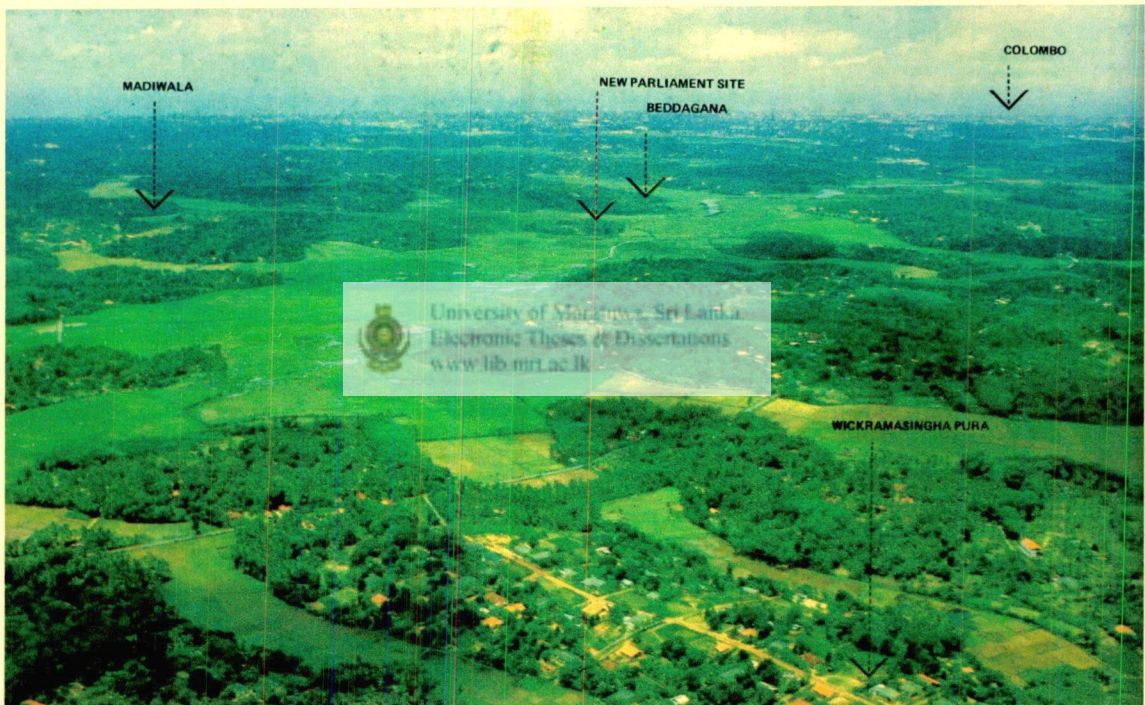 COLOMBO
MADIWALA
NEW PARLIAMENT SITE
BEDDAGANA
University of Moratuwa, Sri Lanka.
Electronic Theses & Dissertations
www.lib.mrt.ac.lk
WICKRAMASINGHA PURA